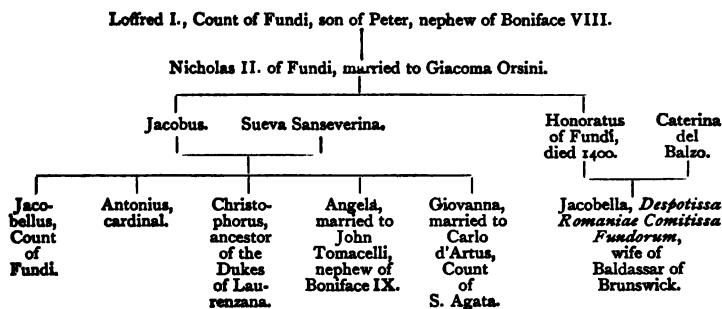 Loffred I., Count of Fundi, son of Peter, nephew of Boniface VIII.
Nicholas II. of Fundi, married to Giacoma Orsini.
Jacobus. Sueva Sanseverina.
Honoratus
of Fundi,
died 1400.
Caterina
del
Balzo.
Jaco-
bellus,
Count
of
Fundi.
Antonius,
cardinal.
Christo-
phorus,
ancestor
of the
Dukes
of Lau-
renzana.
Angela,
married to
John
Tomacelli,
nephew of
Boniface IX.
Giovanna,
married to
Carlo
d'Artus,
Count
of
S. Agata.
Jacobella, Despotissa
Romaniae Comitissa
Fundorum,
wife of
Baldassar of
Brunswick.